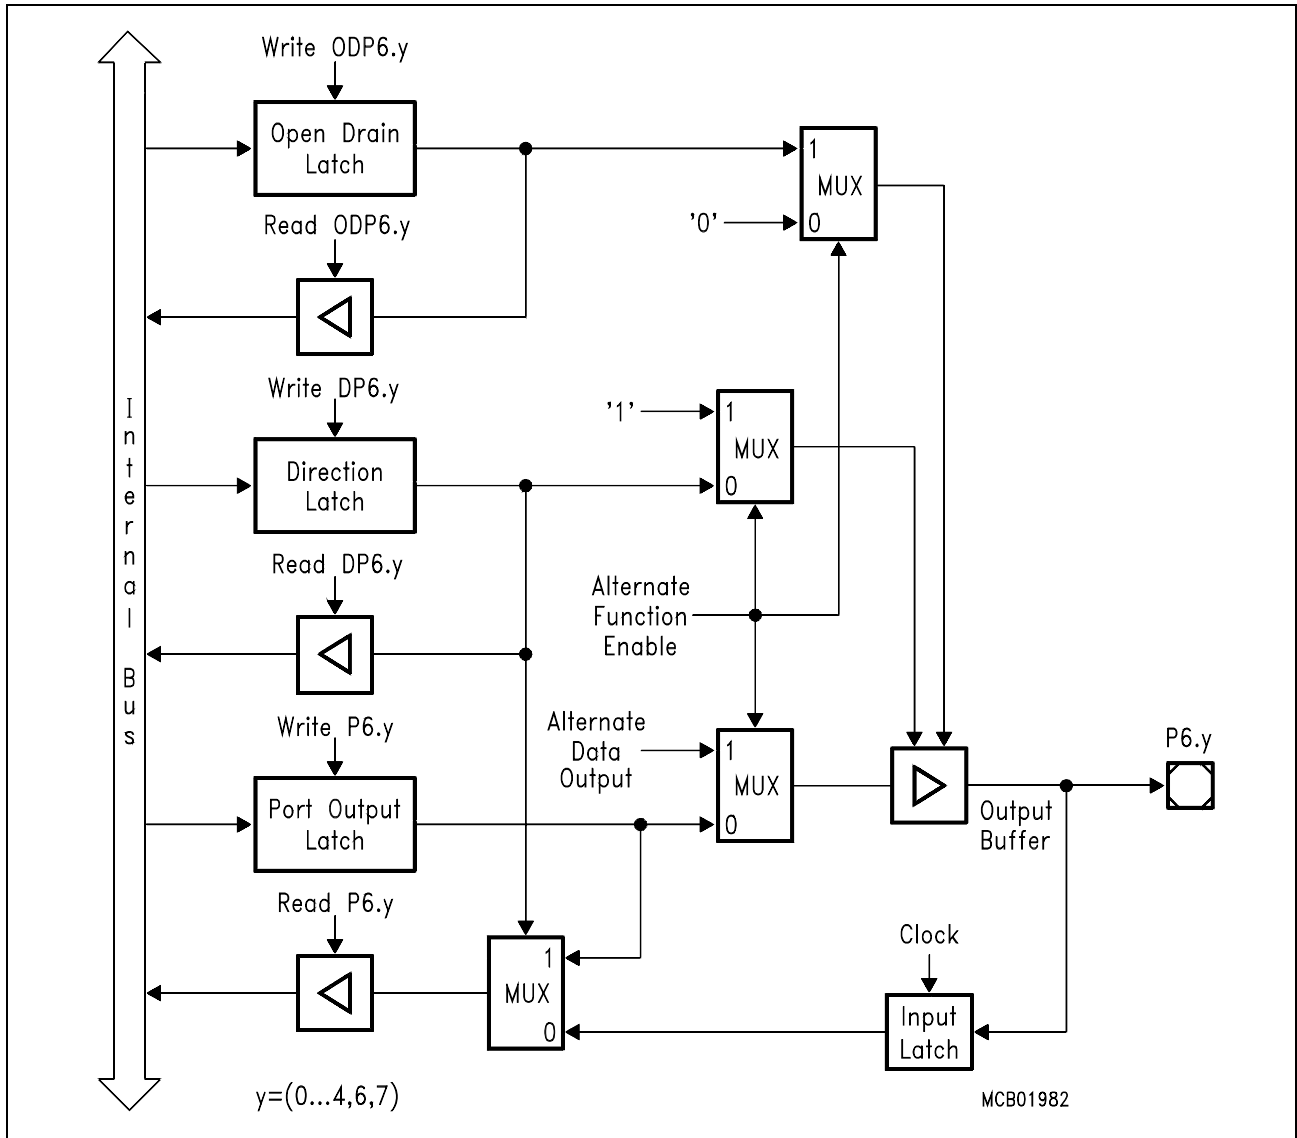 Write ODP6.y
Open Drain
Latch
1
MUX
'0'
0
Read ODP6.y
Write DP6.y
'1'
1
MUX
0
Direction
Latch
Internal Bus
Read DP6.y
Alternate
Function
Enable
Write P6.y
Alternate
Data
Output
1
MUX
0
P6.y
Port Output
Latch
Output
Buffer
Read P6.y
1
MUX
0
Clock
Input
Latch
y=(0...4,6,7)
MCB01982